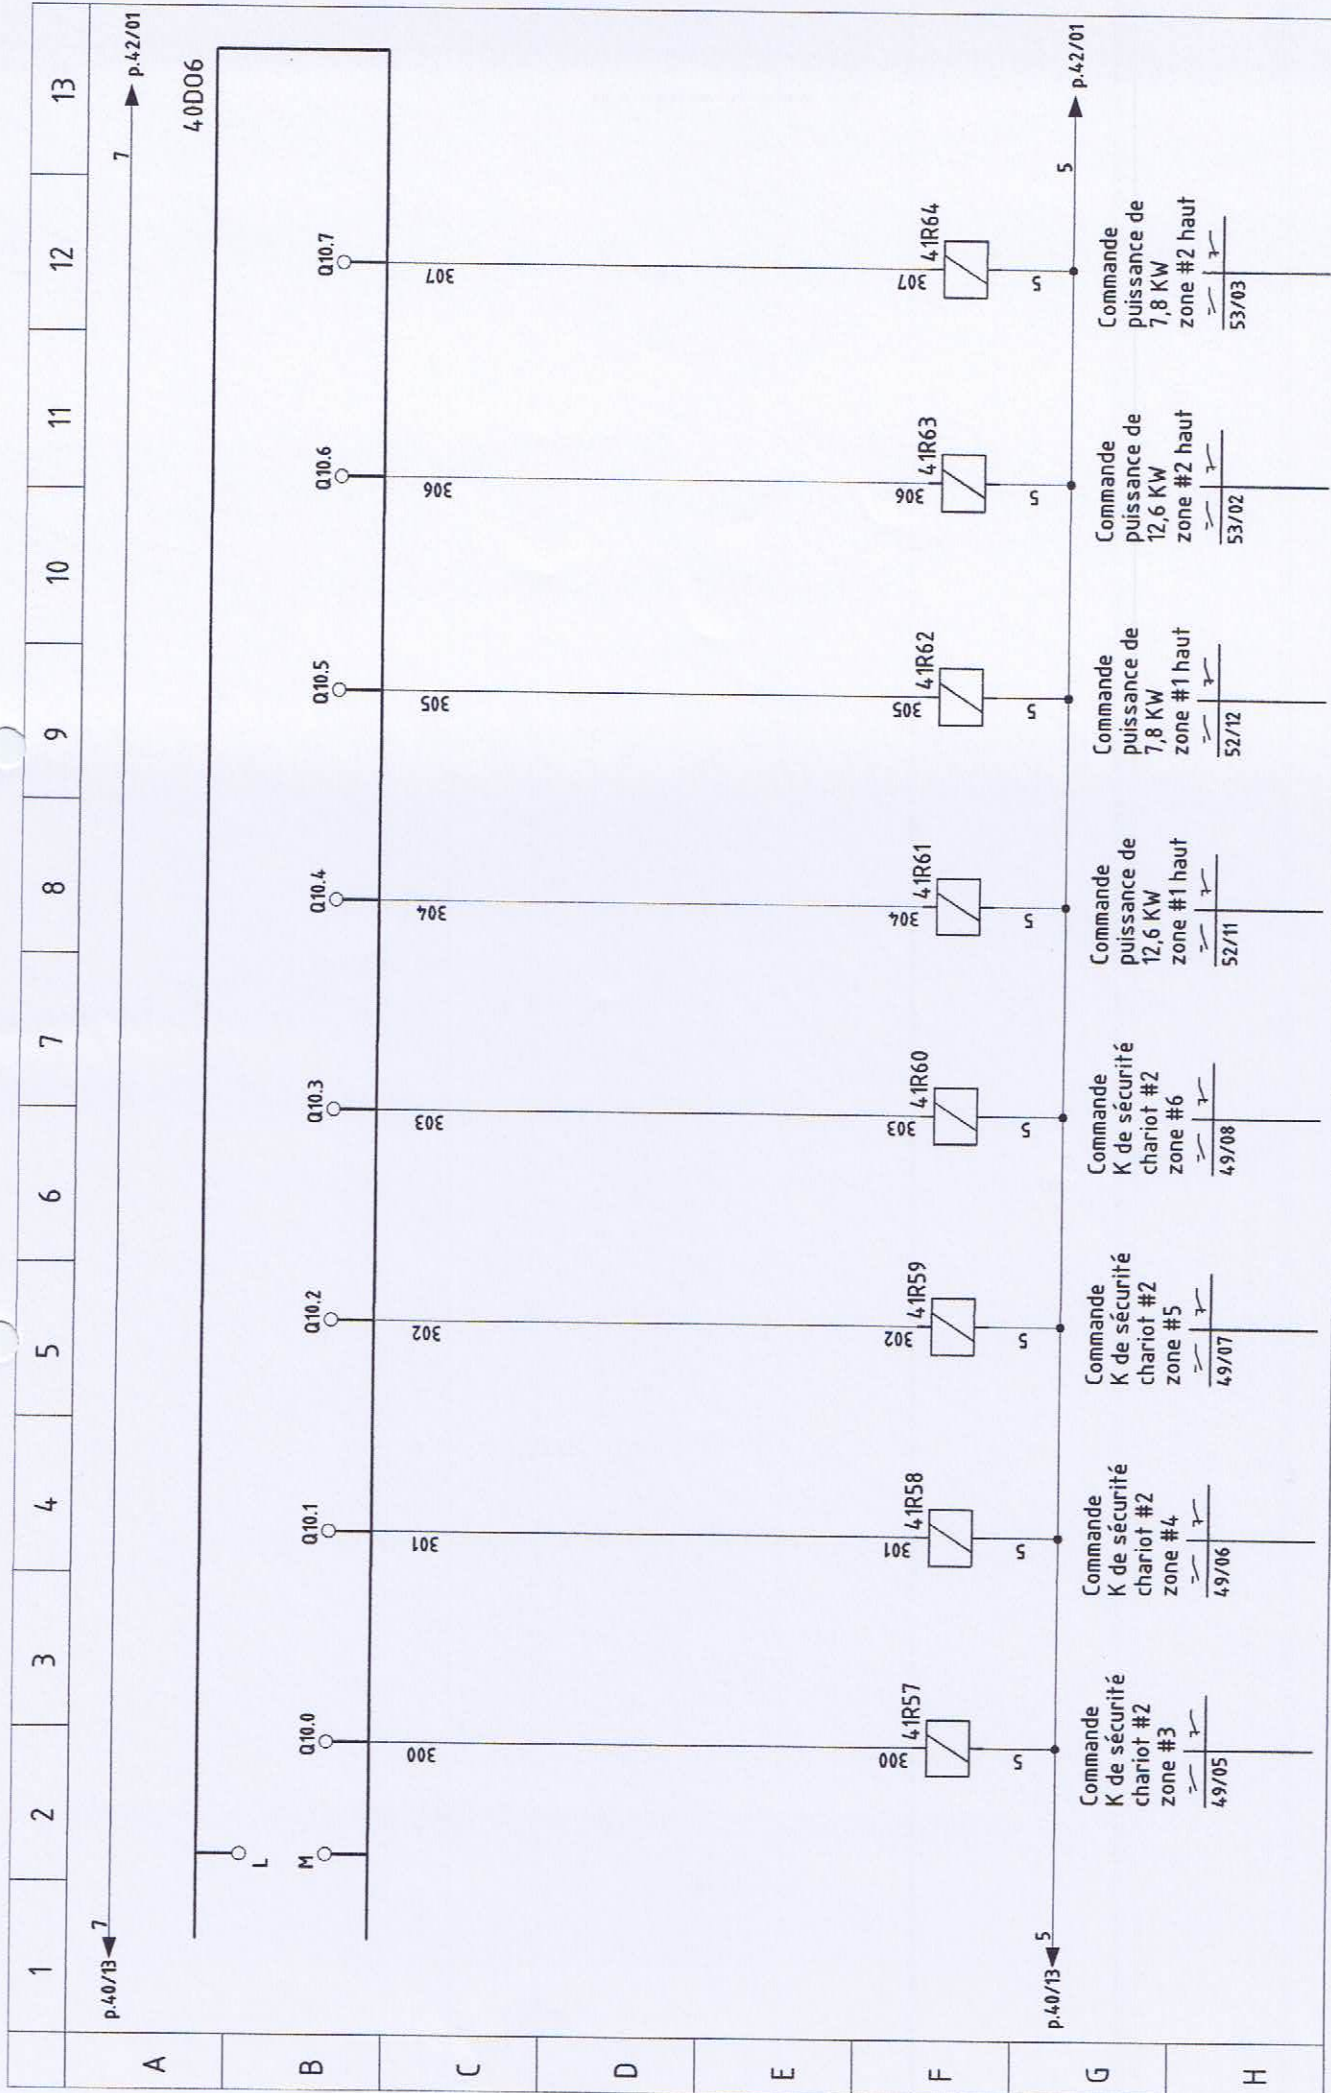 1 2 3 4 5 6 7 8 9 10 11 12 13
A
B
C
D
E
F
G
H
p.40/13 7
7 p.42/01
40DO6
L
M
Q10.0 Q10.1 Q10.2 Q10.3 Q10.4 Q10.5 Q10.6 Q10.7
300 301 302 303 304 305 306 307
41R57 41R58 41R59 41R60 41R61 41R62 41R63 41R64
300 301 302 303 304 305 306 307
5 5 5 5 5 5 5 5
p.40/13 5
5 p.42/01
Commande
K de sécurité
chariot #2
zone #3
49/05
Commande
K de sécurité
chariot #2
zone #4
49/06
Commande
K de sécurité
chariot #2
zone #5
49/07
Commande
K de sécurité
chariot #2
zone #6
49/08
Commande
puissance de
12,6 KW
zone #1 haut
52/11
Commande
puissance de
7,8 KW
zone #1 haut
52/12
Commande
puissance de
12,6 KW
zone #2 haut
53/02
Commande
puissance de
7,8 KW
zone #2 haut
53/03